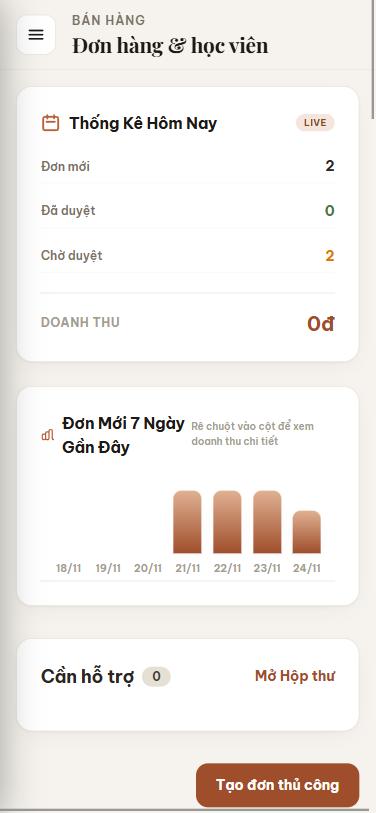 BÁN HÀNG
Đơn hàng & học viên
Thống Kê Hôm Nay
LIVE
Đơn mới
2
Đã duyệt
0
Chờ duyệt
2
DOANH THU
0đ
Đơn Mới 7 Ngày
Gần Đây
Rê chuột vào cột để xem
doanh thu chi tiết
18/11 19/11 20/11 21/11 22/11 23/11 24/11
Cần hỗ trợ 0
Mở Hộp thư
Tạo đơn thủ công